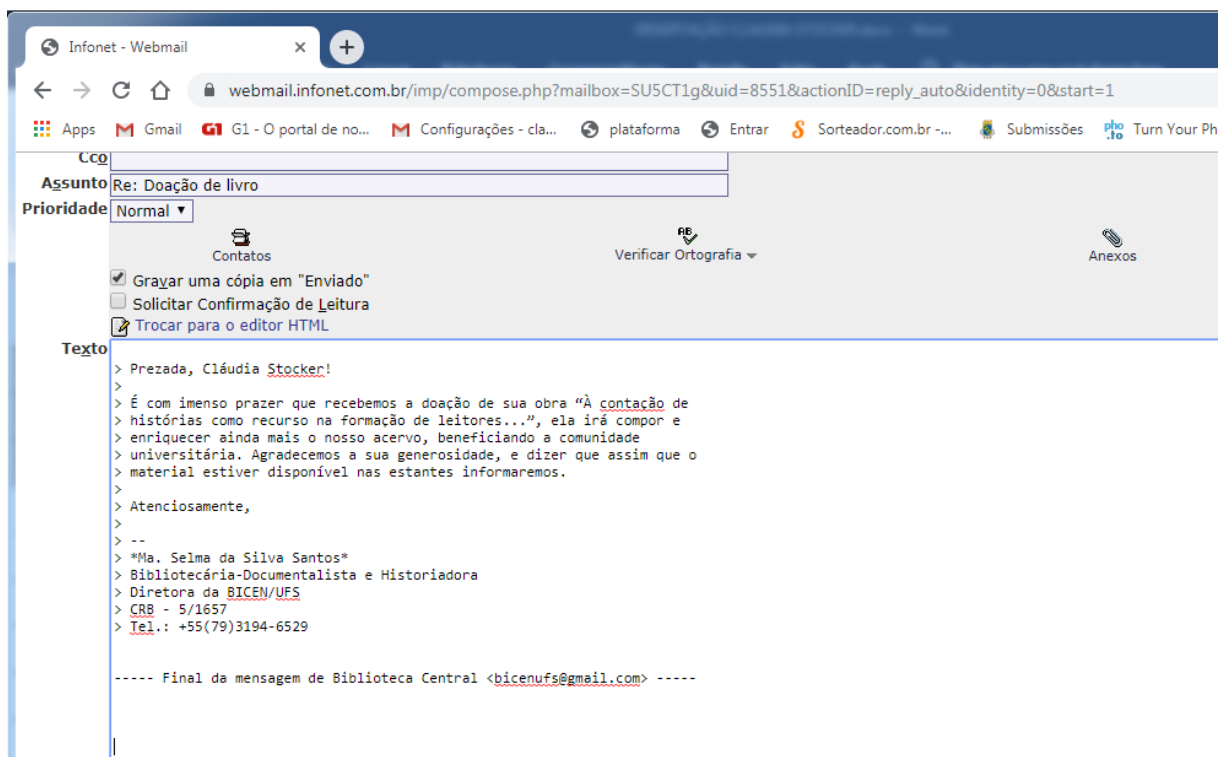 Infonet - Webmail
webmail.infonet.com.br/imp/compose.php?mailbox=SU5CT1g&uid=8551&actionID=reply_auto&identity=0&start=1
Apps Gmail G1 G1 - O portal de no... Configurações - cla... plataforma Entrar Sorteador.com.br -... Submissões pho.to Turn Your Ph
Cco
Assunto Re: Doação de livro
Prioridade Normal
Contatos Verificar Ortografia Anexos
Gravar uma cópia em "Enviado"
Solicitar Confirmação de Leitura
Trocar para o editor HTML
Texto
> Prezada, Cláudia Stocker!
>
> É com imenso prazer que recebemos a doação de sua obra “À contação de
> histórias como recurso na formação de leitores...”, ela irá compor e
> enriquecer ainda mais o nosso acervo, beneficiando a comunidade
> universitária. Agradecemos a sua generosidade, e dizer que assim que o
> material estiver disponível nas estantes informaremos.
>
> Atenciosamente,
>
> --
> *Ma. Selma da Silva Santos*
> Bibliotecária-Documentalista e Historiadora
> Diretora da BICEN/UFS
> CRB - 5/1657
> Tel.: +55(79)3194-6529
----- Final da mensagem de Biblioteca Central <bicenufs@gmail.com> -----